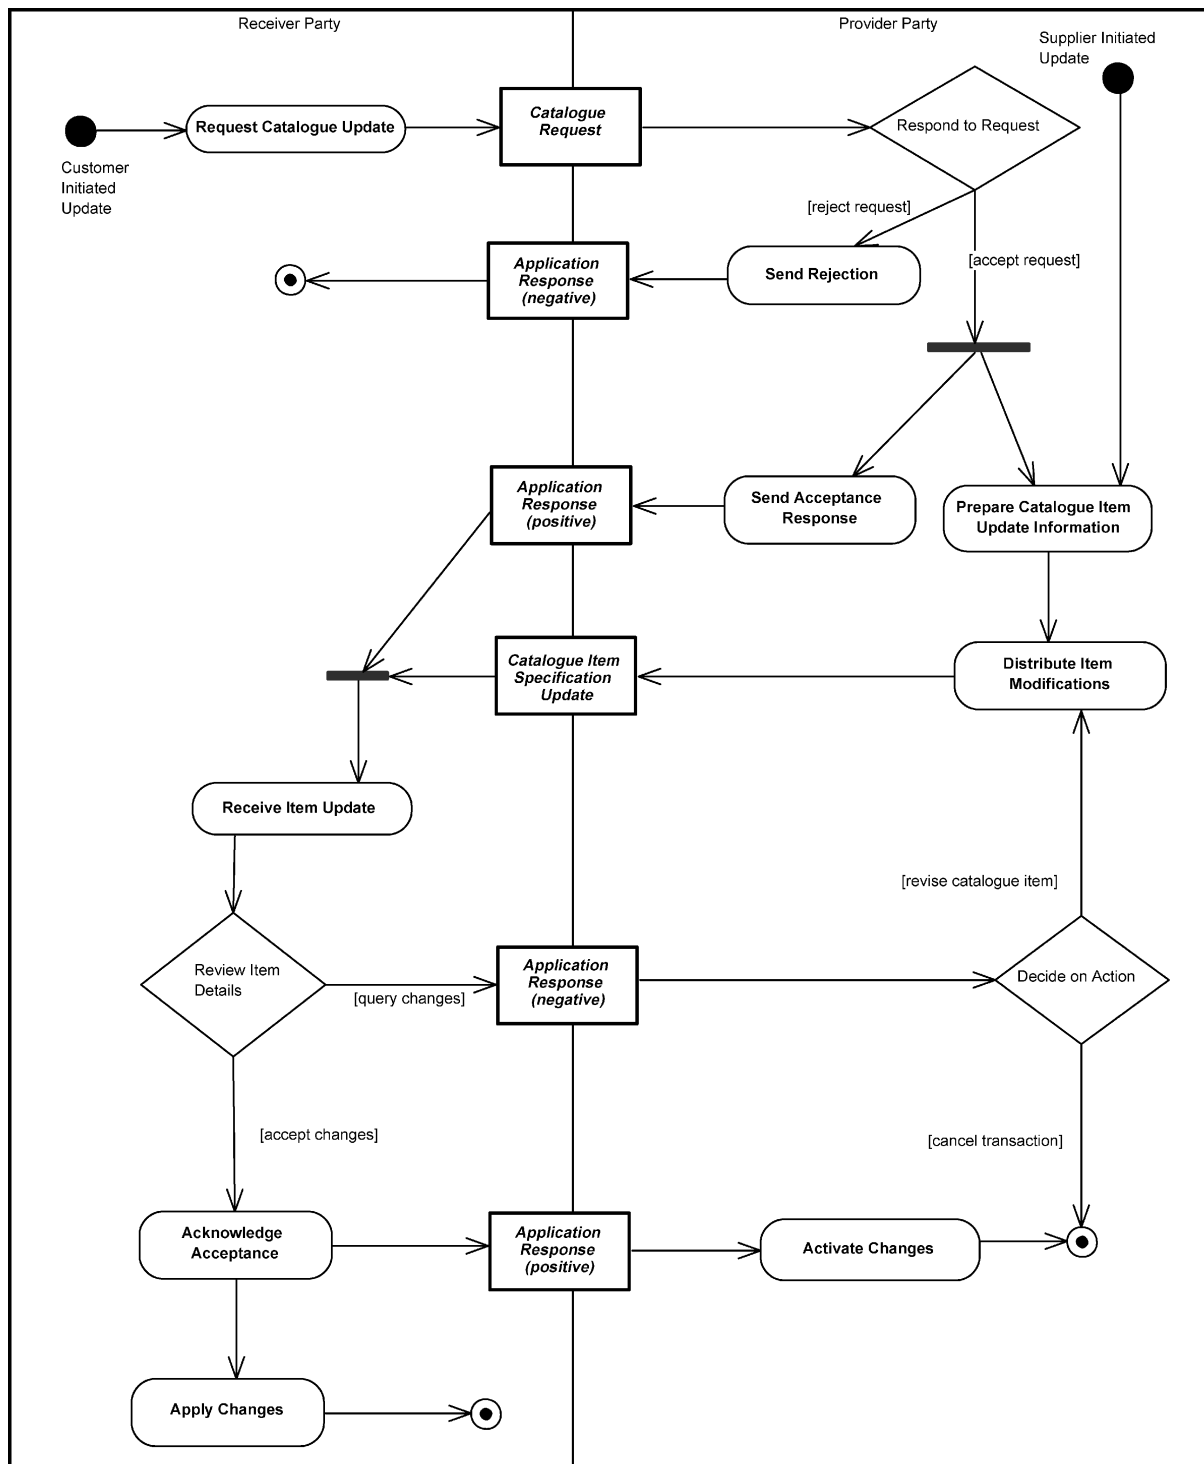 Receiver Party
Provider Party
Supplier Initiated
Update
Customer
Initiated
Update
Request Catalogue Update
Catalogue
Request
Respond to Request
[reject request]
[accept request]
Application
Response
(negative)
Send Rejection
Application
Response
(positive)
Send Acceptance
Response
Prepare Catalogue Item
Update Information
Catalogue Item
Specification
Update
Distribute Item
Modifications
Receive Item Update
[revise catalogue item]
Review Item
Details
[query changes]
Application
Response
(negative)
Decide on Action
[accept changes]
[cancel transaction]
Acknowledge
Acceptance
Application
Response
(positive)
Activate Changes
Apply Changes